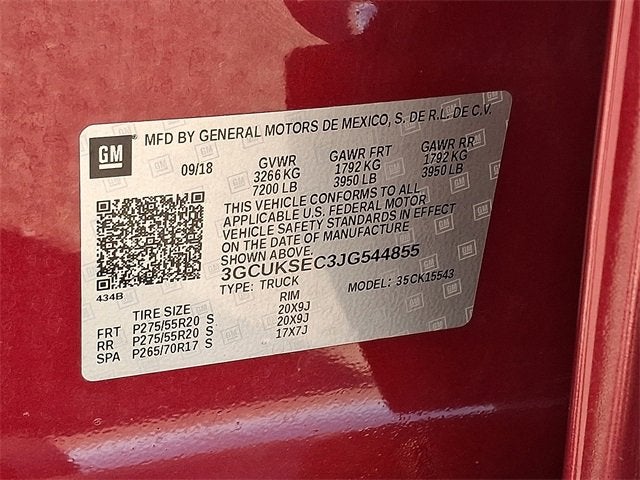 GM
MFD BY GENERAL MOTORS DE MEXICO, S. DE R.L. DE C.V.
09/18 GVWR GAWR FRT GAWR RR
3266 KG 1792 KG 1792 KG
7200 LB 3950 LB 3950 LB
THIS VEHICLE CONFORMS TO ALL
APPLICABLE U.S. FEDERAL MOTOR
VEHICLE SAFETY STANDARDS IN EFFECT
ON THE DATE OF MANUFACTURE
SHOWN ABOVE.
3GCUKSEC3JG544855
TYPE: TRUCK MODEL: 35CK15543
434B
TIRE SIZE RIM
FRT P275/55R20 S 20X9J
RR P275/55R20 S 20X9J
SPA P265/70R17 S 17X7J